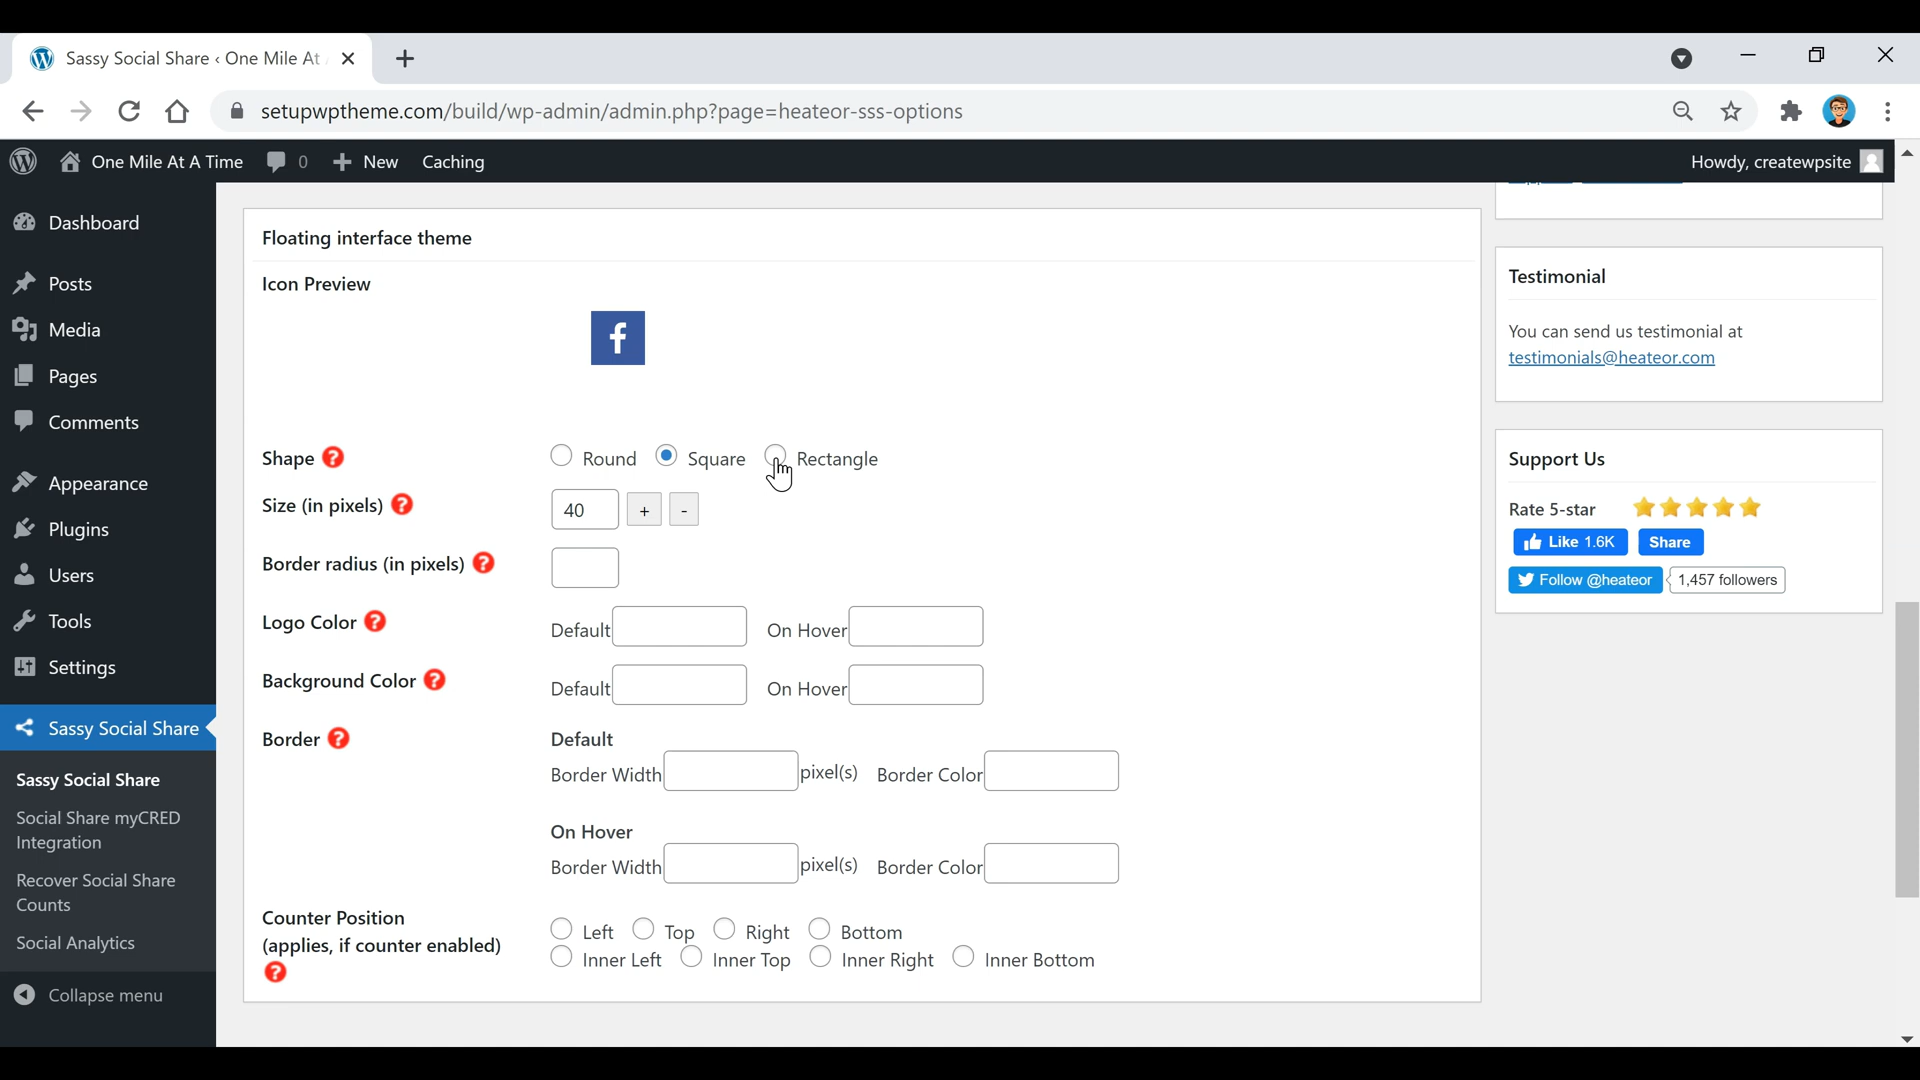 Sassy Social Share ‹ One Mile At
setupwptheme.com/build/wp-admin/admin.php?page=heateor-sss-options
One Mile At A Time 0 New Caching Howdy, createwpsite
Dashboard
Posts
Media
Pages
Comments
Appearance
Plugins
Users
Tools
Settings
Sassy Social Share
Sassy Social Share
Social Share myCRED
Integration
Recover Social Share
Counts
Social Analytics
Collapse menu
Floating interface theme
Icon Preview
f
Shape ? Round Square Rectangle
Size (in pixels) ? 40 + -
Border radius (in pixels) ?
Logo Color ? Default On Hover
Background Color ? Default On Hover
Border ? Default
Border Width pixel(s) Border Color
On Hover
Border Width pixel(s) Border Color
Counter Position
(applies, if counter enabled)
?
Left Top Right Bottom
Inner Left Inner Top Inner Right Inner Bottom
Testimonial
You can send us testimonial at
testimonials@heateor.com
Support Us
Rate 5-star
Like 1.6K Share
Follow @heateor 1,457 followers